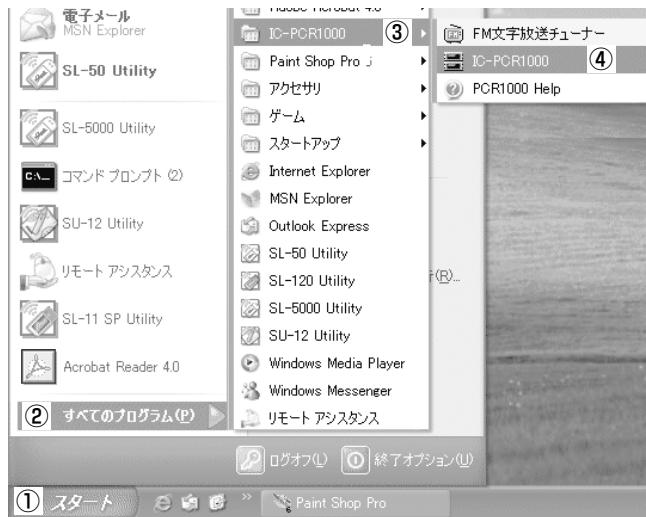 電子メール
MSN Explorer
SL-50 Utility
SL-5000 Utility
C:\_
コマンド プロンプト (2)
SU-12 Utility
リモート アシスタンス
SL-11 SP Utility
Acrobat Reader 4.0
② すべてのプログラム(P)
Adobe Acrobat 4.0
IC-PCR1000 ③
Paint Shop Pro
アクセサリ
ゲーム
スタートアップ
Internet Explorer
MSN Explorer
Outlook Express
SL-50 Utility
SL-120 Utility
SL-5000 Utility
SU-12 Utility
Windows Media Player
Windows Messenger
リモート アシスタンス
FM文字放送チューナー
IC-PCR1000 ④
PCR1000 Help
(R)...
ログオフ(L)
終了オプション(U)
① スタート
»
Paint Shop Pro